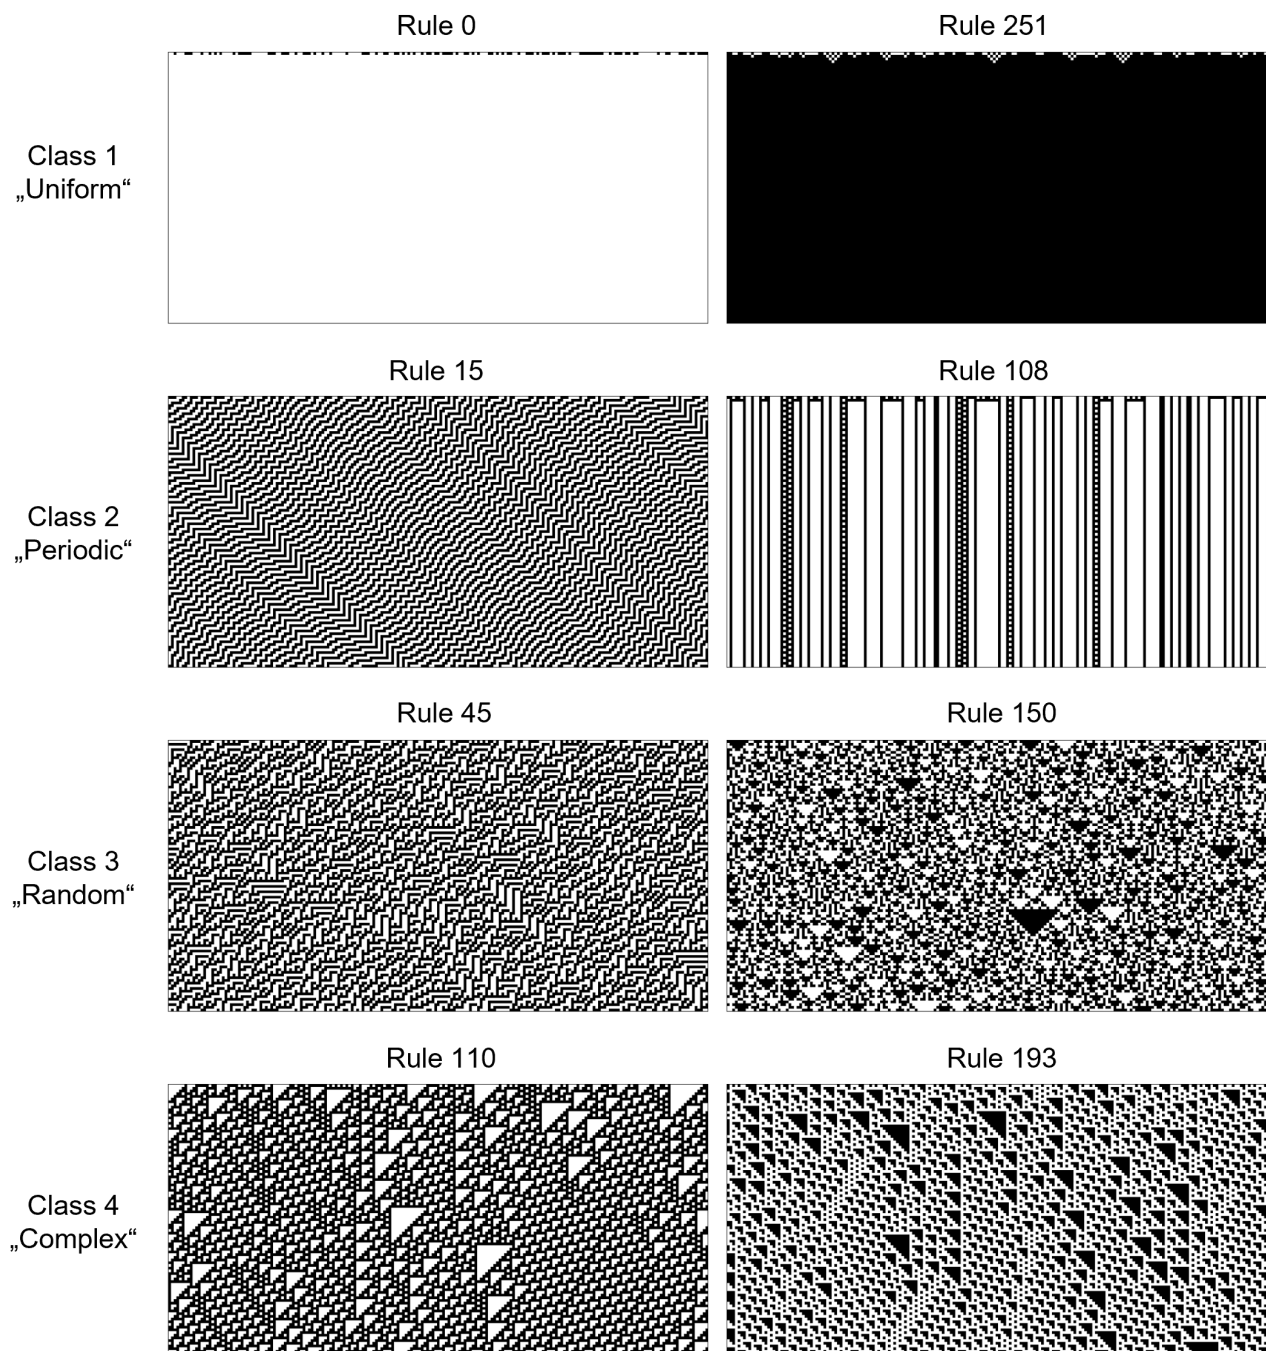 Rule 0
Rule 251
Class 1
„Uniform“
Rule 15
Rule 108
Class 2
„Periodic“
Rule 45
Rule 150
Class 3
„Random“
Rule 110
Rule 193
Class 4
„Complex“